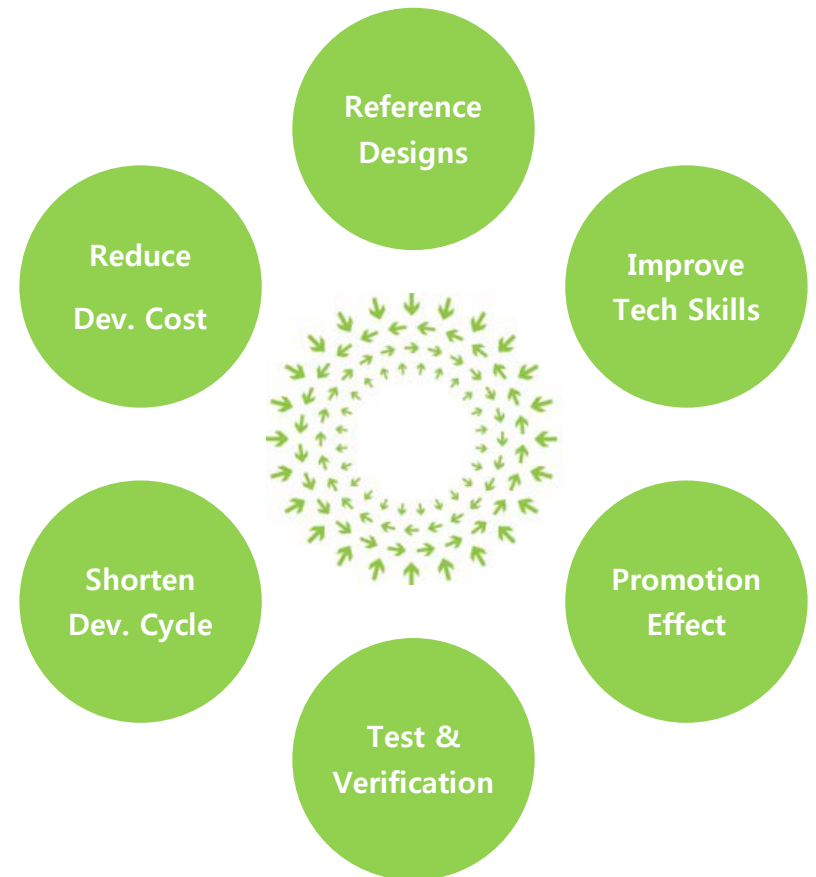 Reference
Designs
Improve
Tech Skills
Promotion
Effect
Test &
Verification
Shorten
Dev. Cycle
Reduce
Dev. Cost